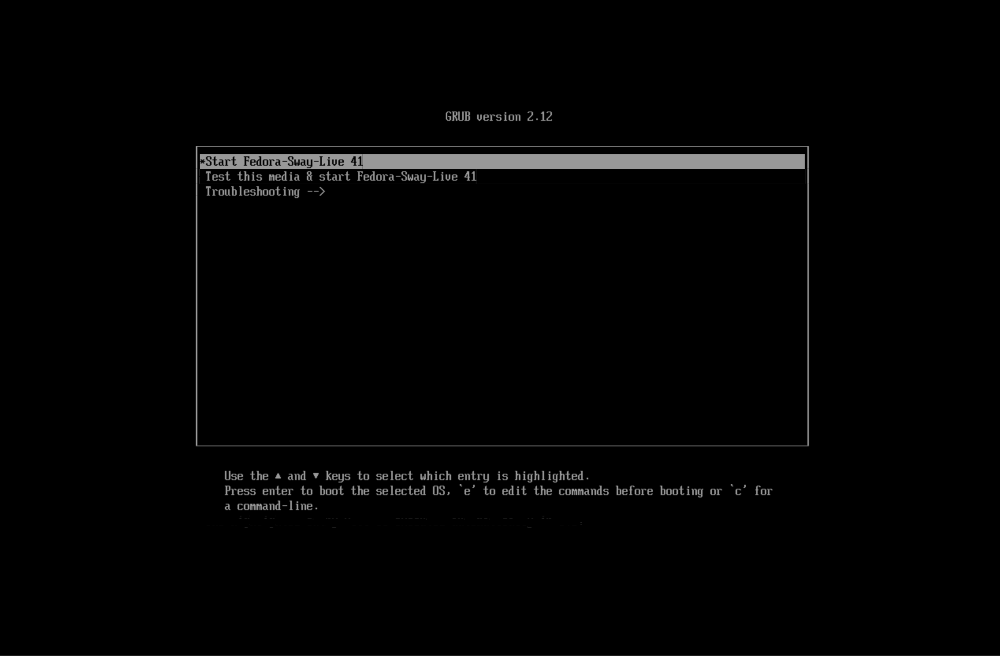 GRUB version 2.12
*Start Fedora-Sway-Live 41
Test this media & start Fedora-Sway-Live 41
Troubleshooting -->
Use the ▲ and ▼ keys to select which entry is highlighted.
Press enter to boot the selected OS, `e' to edit the commands before booting or `c' for
a command-line.